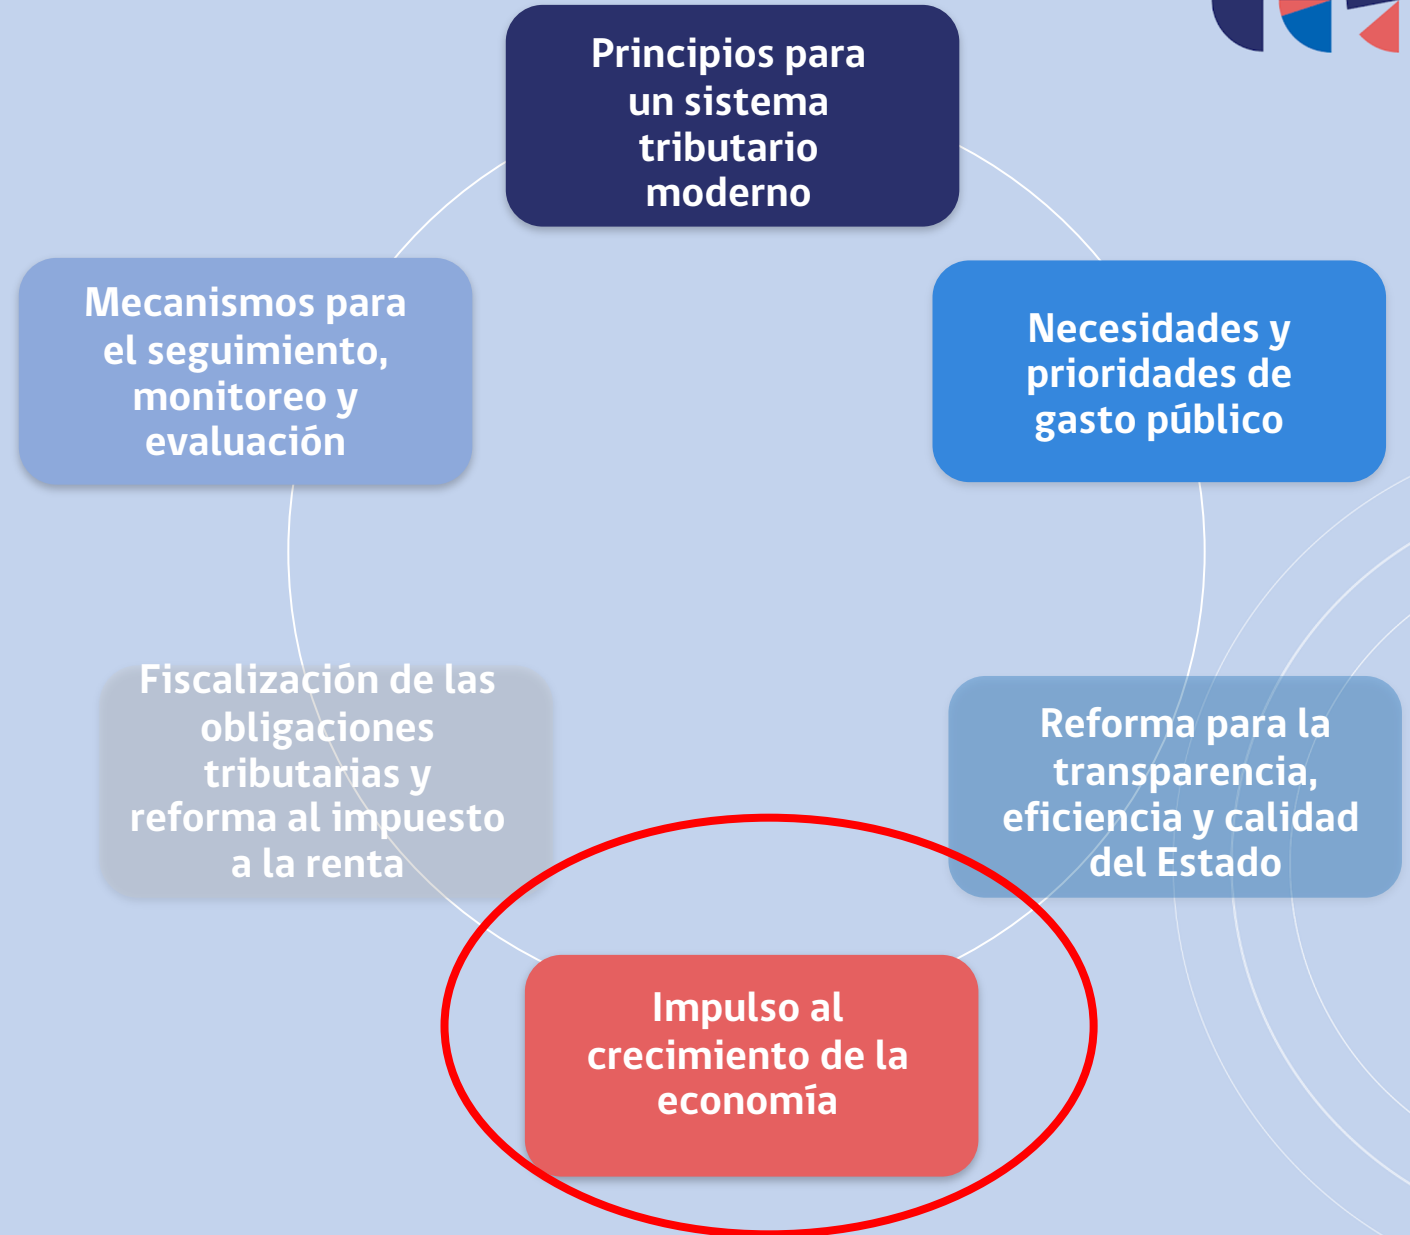 Principios para
un sistema
tributario
moderno
Mecanismos para
el seguimiento,
monitoreo y
evaluación
Necesidades y
prioridades de
gasto público
Fiscalización de las
obligaciones
tributarias y
reforma al impuesto
a la renta
Reforma para la
transparencia,
eficiencia y calidad
del Estado
Impulso al
crecimiento de la
economía